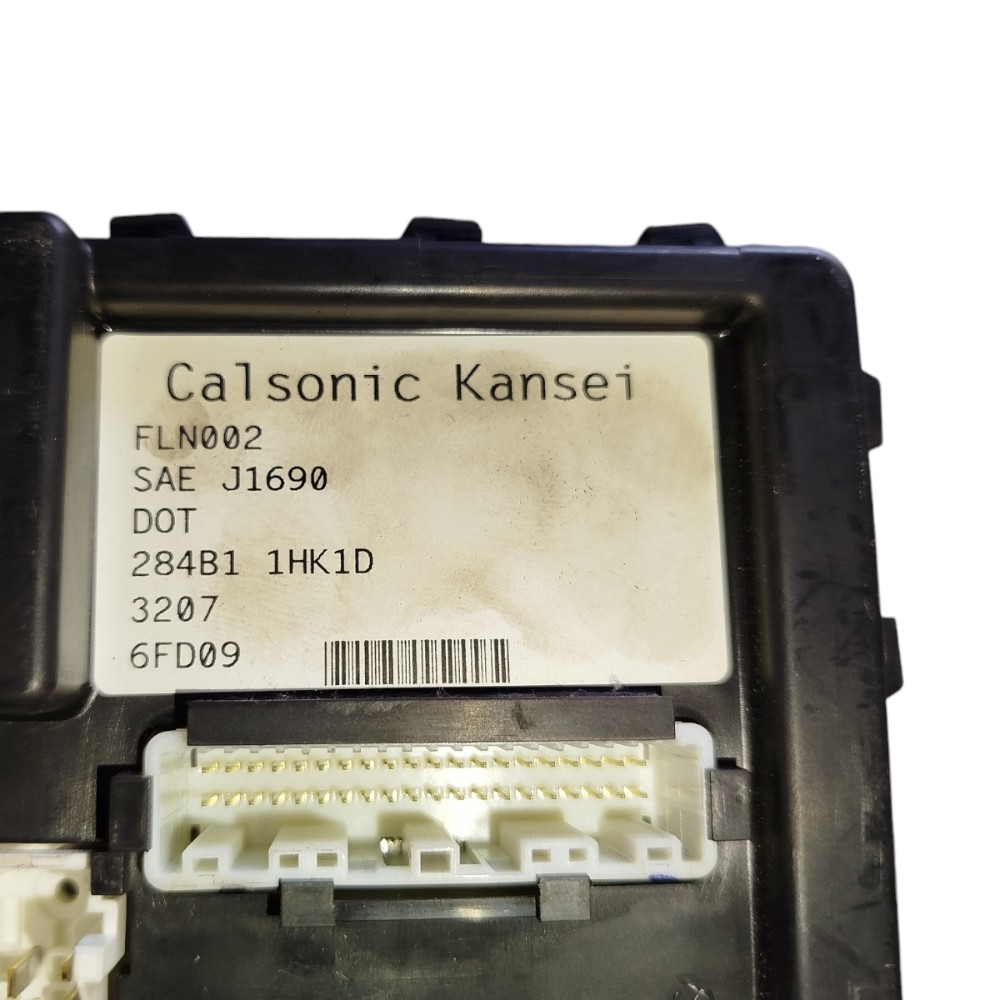 Calsonic Kansei
FLN002
SAE J1690
DOT
284B1 1HK1D
3207
6FD09